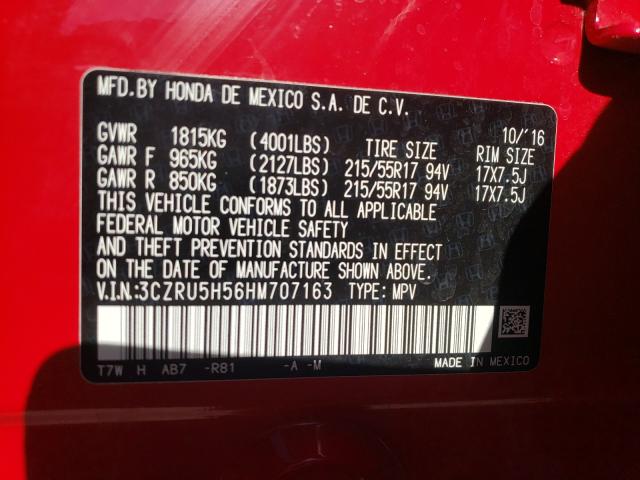 MFD.BY HONDA DE MEXICO S.A. DE C.V.
10/'16
GVWR 1815KG (4001LBS) TIRE SIZE RIM SIZE
GAWR F 965KG (2127LBS) 215/55R17 94V 17X7.5J
GAWR R 850KG (1873LBS) 215/55R17 94V 17X7.5J
THIS VEHICLE CONFORMS TO ALL APPLICABLE
FEDERAL MOTOR VEHICLE SAFETY
AND THEFT PREVENTION STANDARDS IN EFFECT
ON THE DATE OF MANUFACTURE SHOWN ABOVE.
V.I.N.:3CZRU5H56HM707163 TYPE: MPV
T7W H AB7 -R81 -A -M MADE IN MEXICO